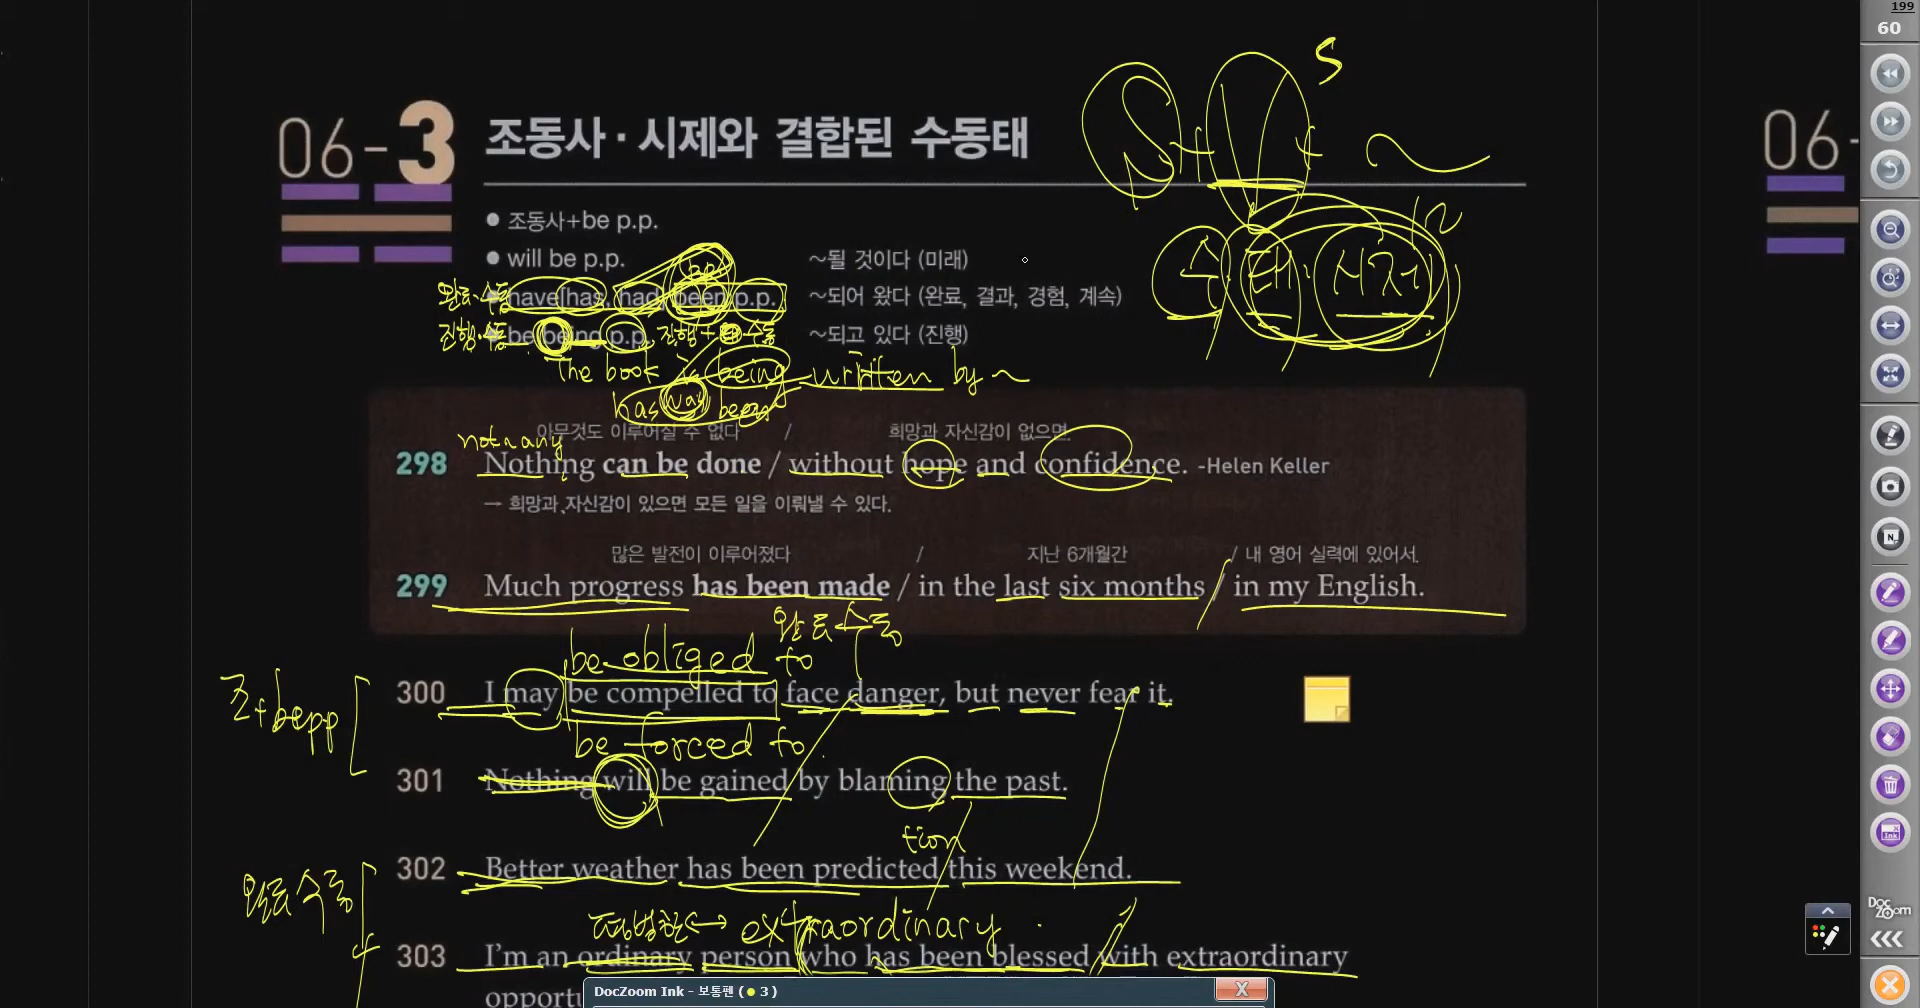 199
60
S
S + V + ~
06-3 조동사 · 시제와 결합된 수동태
06-
수 태 시제 12
● 조동사+be p.p.
● will be p.p. ~될 것이다 (미래)
be
완료·수동 have[has, had] been p.p. ~되어 왔다 (완료, 결과, 경험, 계속)
진행·수동 be being p.p. 진행+수동 ~되고 있다 (진행)
The book is being written by ~
has been
아무것도 이루어질 수 없다 / 희망과 자신감이 없으면.
not any
298 Nothing can be done / without hope and confidence. -Helen Keller
→ 희망과 자신감이 있으면 모든 일을 이뤄낼 수 있다.
많은 발전이 이루어졌다 / 지난 6개월간 / 내 영어 실력에 있어서.
299 Much progress has been made / in the last six months / in my English.
완료수동
be obliged to
300 I may be compelled to face danger, but never fear it.
조+bepp
be forced to
301 Nothing will be gained by blaming the past.
tion
302 Better weather has been predicted this weekend.
완료수동
평범한 ↔ extraordinary
303 I'm an ordinary person who has been blessed with extraordinary
opportu
DocZoom Ink - 보통펜 ( ● 3 )
X
Doc Zoom
Ink
N